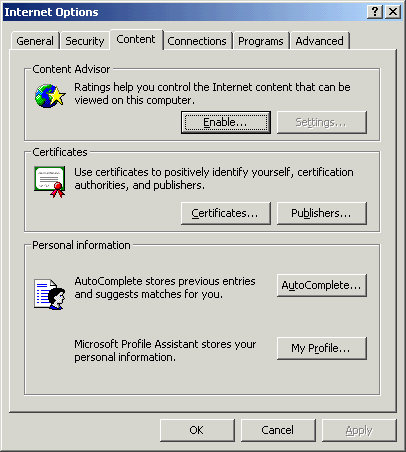 Internet Options
General Security Content Connections Programs Advanced
Content Advisor
Ratings help you control the Internet content that can be
viewed on this computer.
Enable... Settings...
Certificates
Use certificates to positively identify yourself, certification
authorities, and publishers.
Certificates... Publishers...
Personal information
AutoComplete stores previous entries
and suggests matches for you.
AutoComplete...
Microsoft Profile Assistant stores your
personal information.
My Profile...
OK Cancel Apply